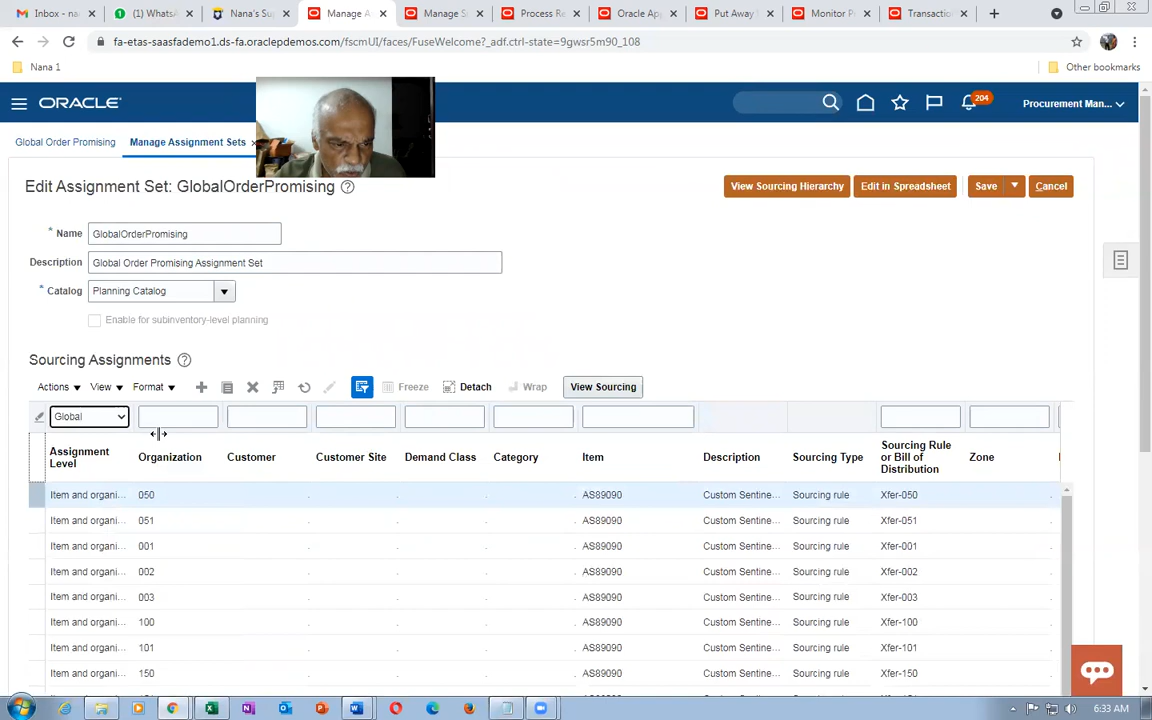 Inbox - na
(1) WhatsA
Nana's Su
Manage A
Manage S
Process Re
Oracle Ap
Put Away
Monitor P
Transactio
fa-etas-saasfademo1.ds-fa.oraclepdemos.com/fscmUI/faces/FuseWelcome?_adf.ctrl-state=9gwsr5m90_108
Nana 1
Other bookmarks
ORACLE
204
Procurement Man...
Global Order Promising
Manage Assignment Sets
Edit Assignment Set: GlobalOrderPromising
View Sourcing Hierarchy
Edit in Spreadsheet
Save
Cancel
* Name GlobalOrderPromising
Description Global Order Promising Assignment Set
* Catalog Planning Catalog
Enable for subinventory-level planning
Sourcing Assignments
Actions View Format Freeze Detach Wrap View Sourcing
Global
Assignment Level Organization Customer Customer Site Demand Class Category Item Description Sourcing Type Sourcing Rule or Bill of Distribution Zone
Item and organi... 050 AS89090 Custom Sentine... Sourcing rule Xfer-050
Item and organi... 051 AS89090 Custom Sentine... Sourcing rule Xfer-051
Item and organi... 001 AS89090 Custom Sentine... Sourcing rule Xfer-001
Item and organi... 002 AS89090 Custom Sentine... Sourcing rule Xfer-002
Item and organi... 003 AS89090 Custom Sentine... Sourcing rule Xfer-003
Item and organi... 100 AS89090 Custom Sentine... Sourcing rule Xfer-100
Item and organi... 101 AS89090 Custom Sentine... Sourcing rule Xfer-101
Item and organi... 150 AS89090 Custom Sentine... Sourcing rule Xfer-150
6:33 AM